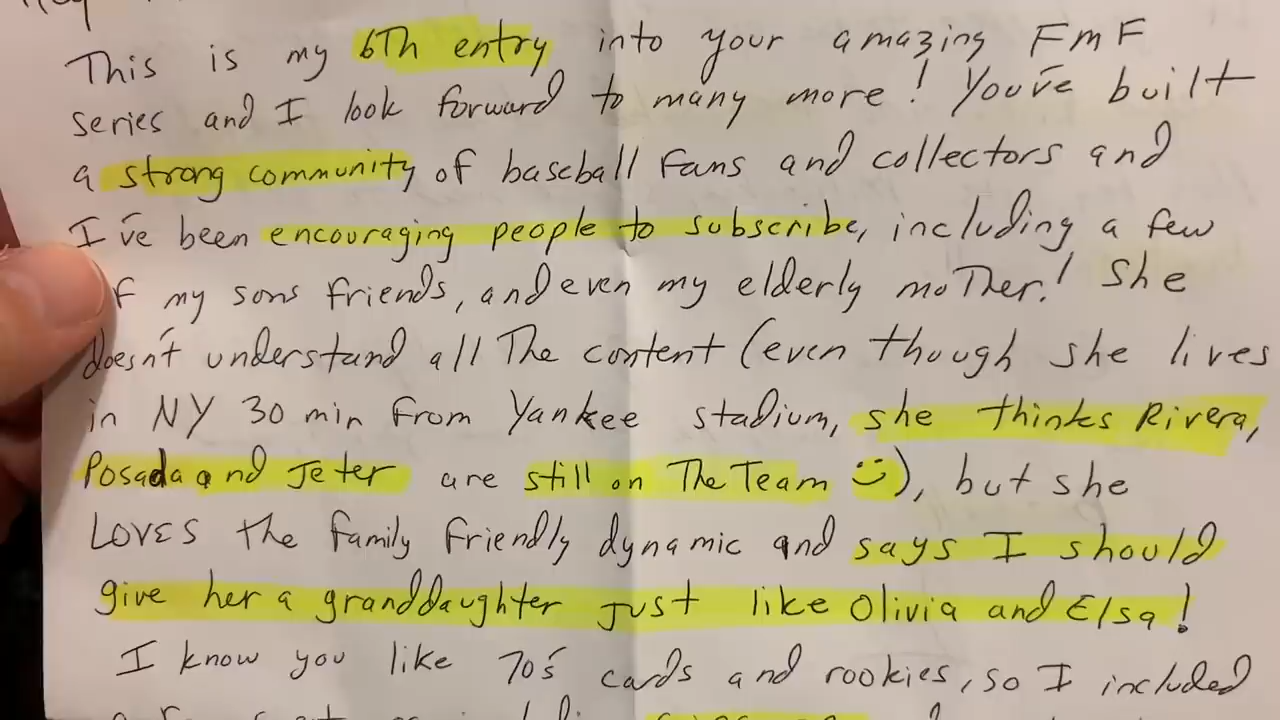 This is my 6Th entry into your amazing FmF
series and I look forward to many more! You've built
a strong community of baseball fans and collectors and
I've been encouraging people to subscribe, including a few
f my sons friends, and even my elderly moTher! She
doesn't understand all The content (even though she lives
in NY 30 min from Yankee stadium, she thinks Rivera,
Posada and Jeter are still on The Team :)), but she
LOVES the family friendly dynamic and says I should
give her a granddaughter just like Olivia and Elsa!
I know you like 70's cards and rookies, so I included